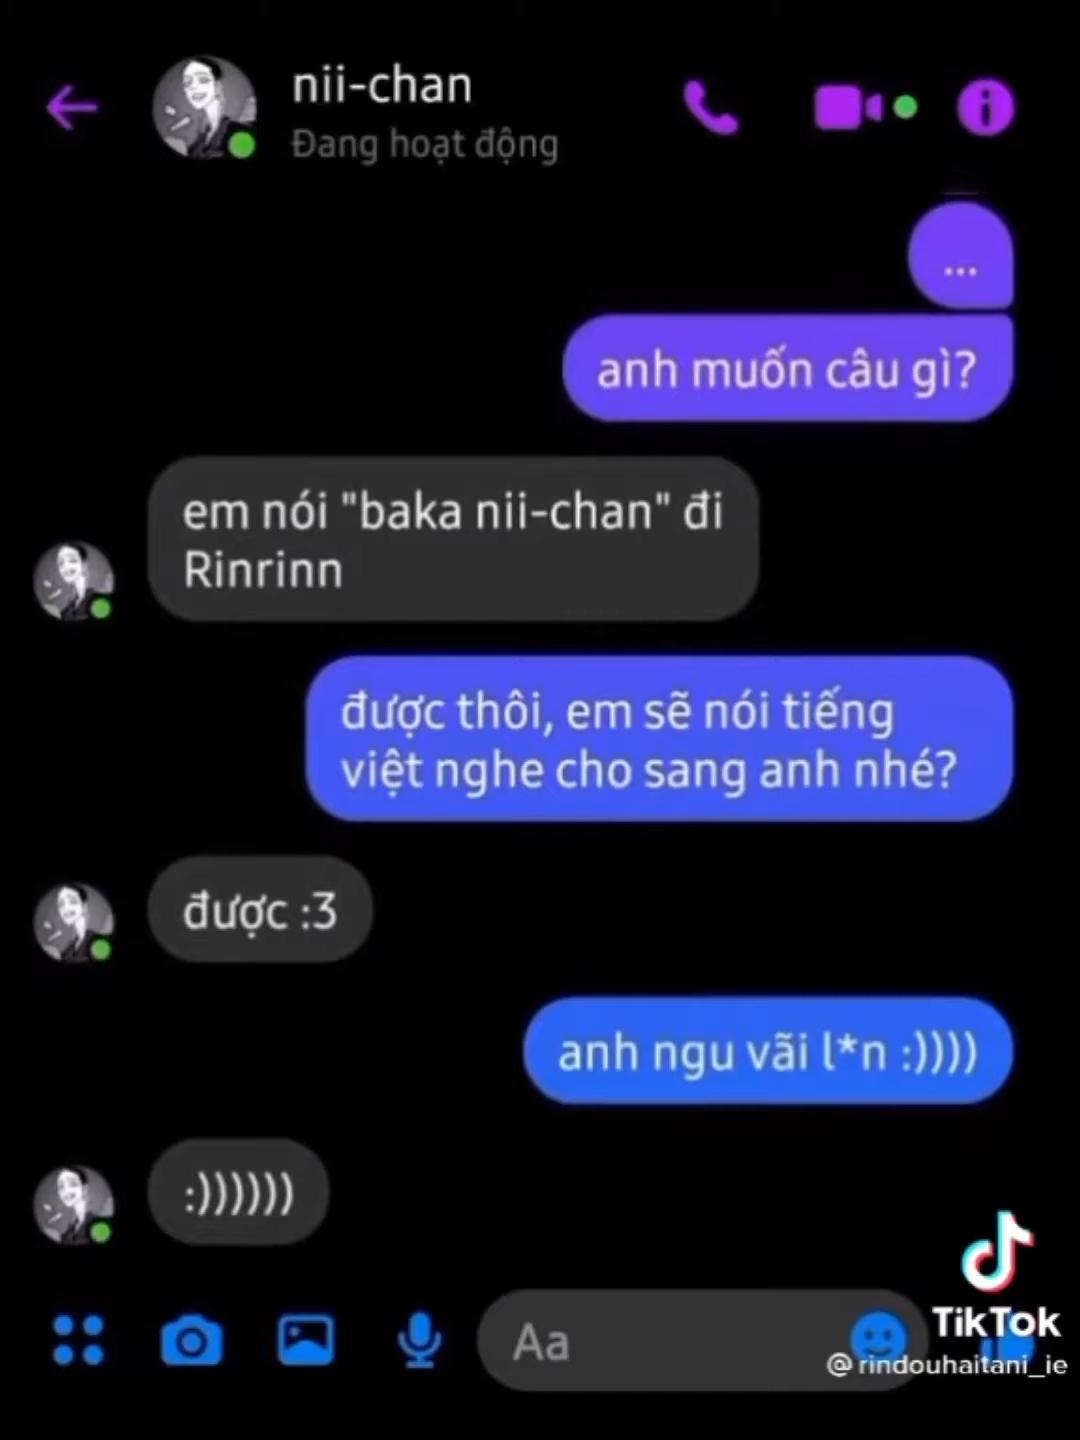 nii-chan
Đang hoạt động
...
anh muốn câu gì?
em nói "baka nii-chan" đi
Rinrinn
được thôi, em sẽ nói tiếng
việt nghe cho sang anh nhé?
được :3
anh ngu vãi l*n :))))
:))))))
Aa
TikTok
@rindouhaitani_ie